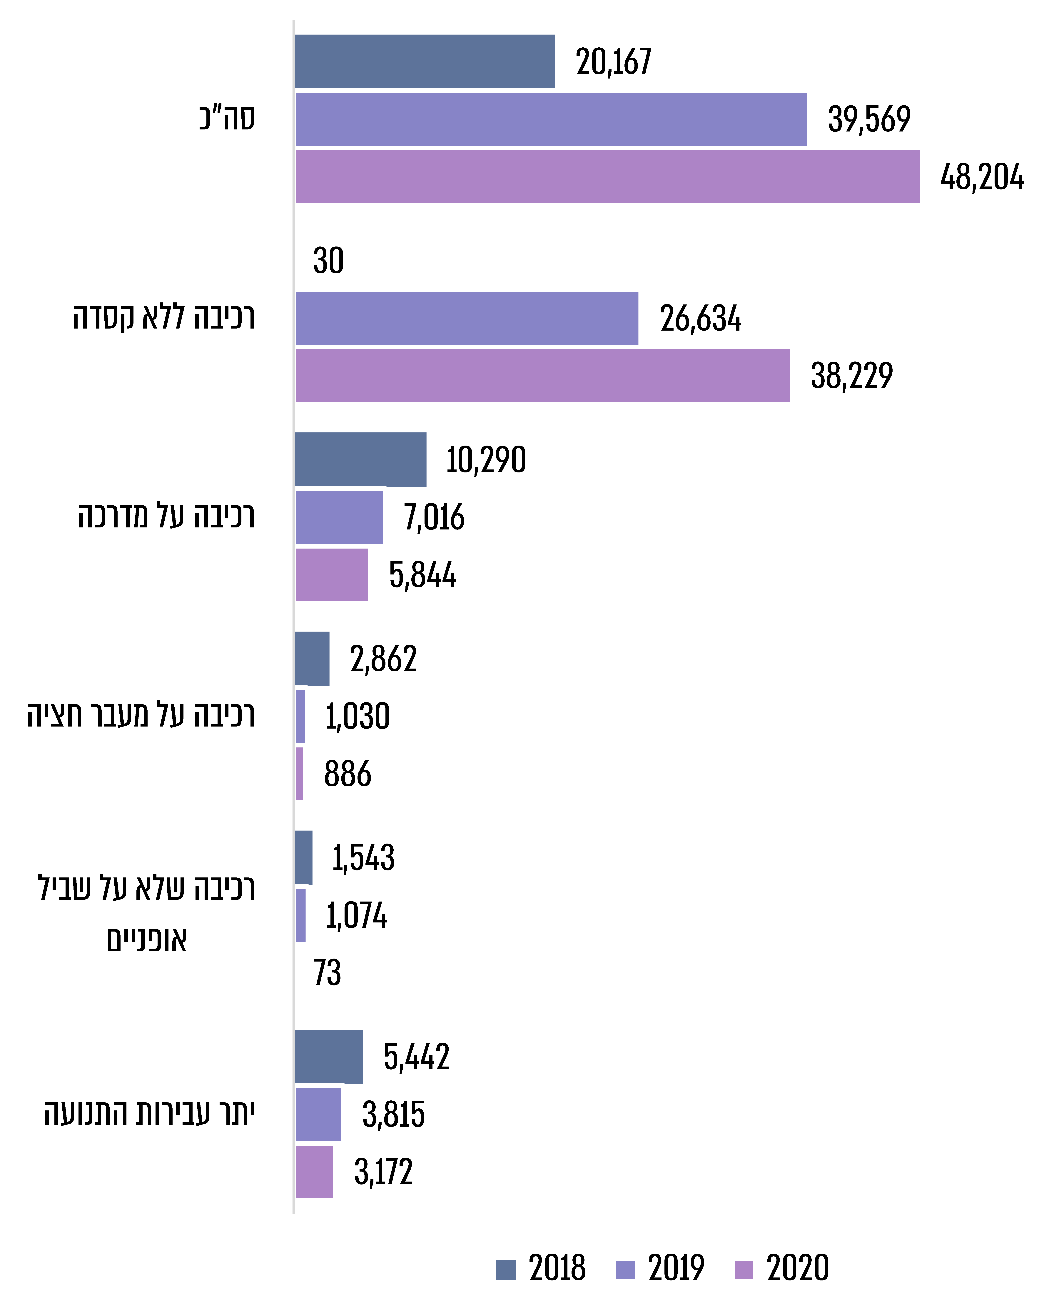 סה"כ
20,167
39,569
48,204
רכיבה ללא קסדה
30
26,634
38,229
רכיבה על מדרכה
10,290
7,016
5,844
רכיבה על מעבר חציה
2,862
1,030
886
רכיבה שלא על שביל
אופניים
1,543
1,074
73
יתר עבירות התנועה
5,442
3,815
3,172
2018 2019 2020